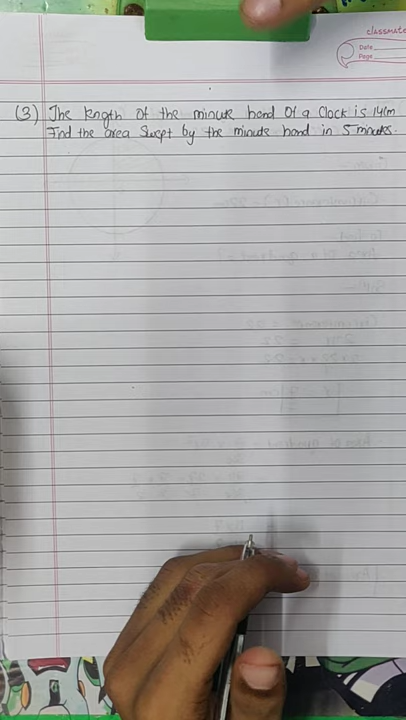 classmate
Date
Page
(3) The length of the minute hand of a clock is 14cm
Find the area swept by the minute hand in 5 minutes.